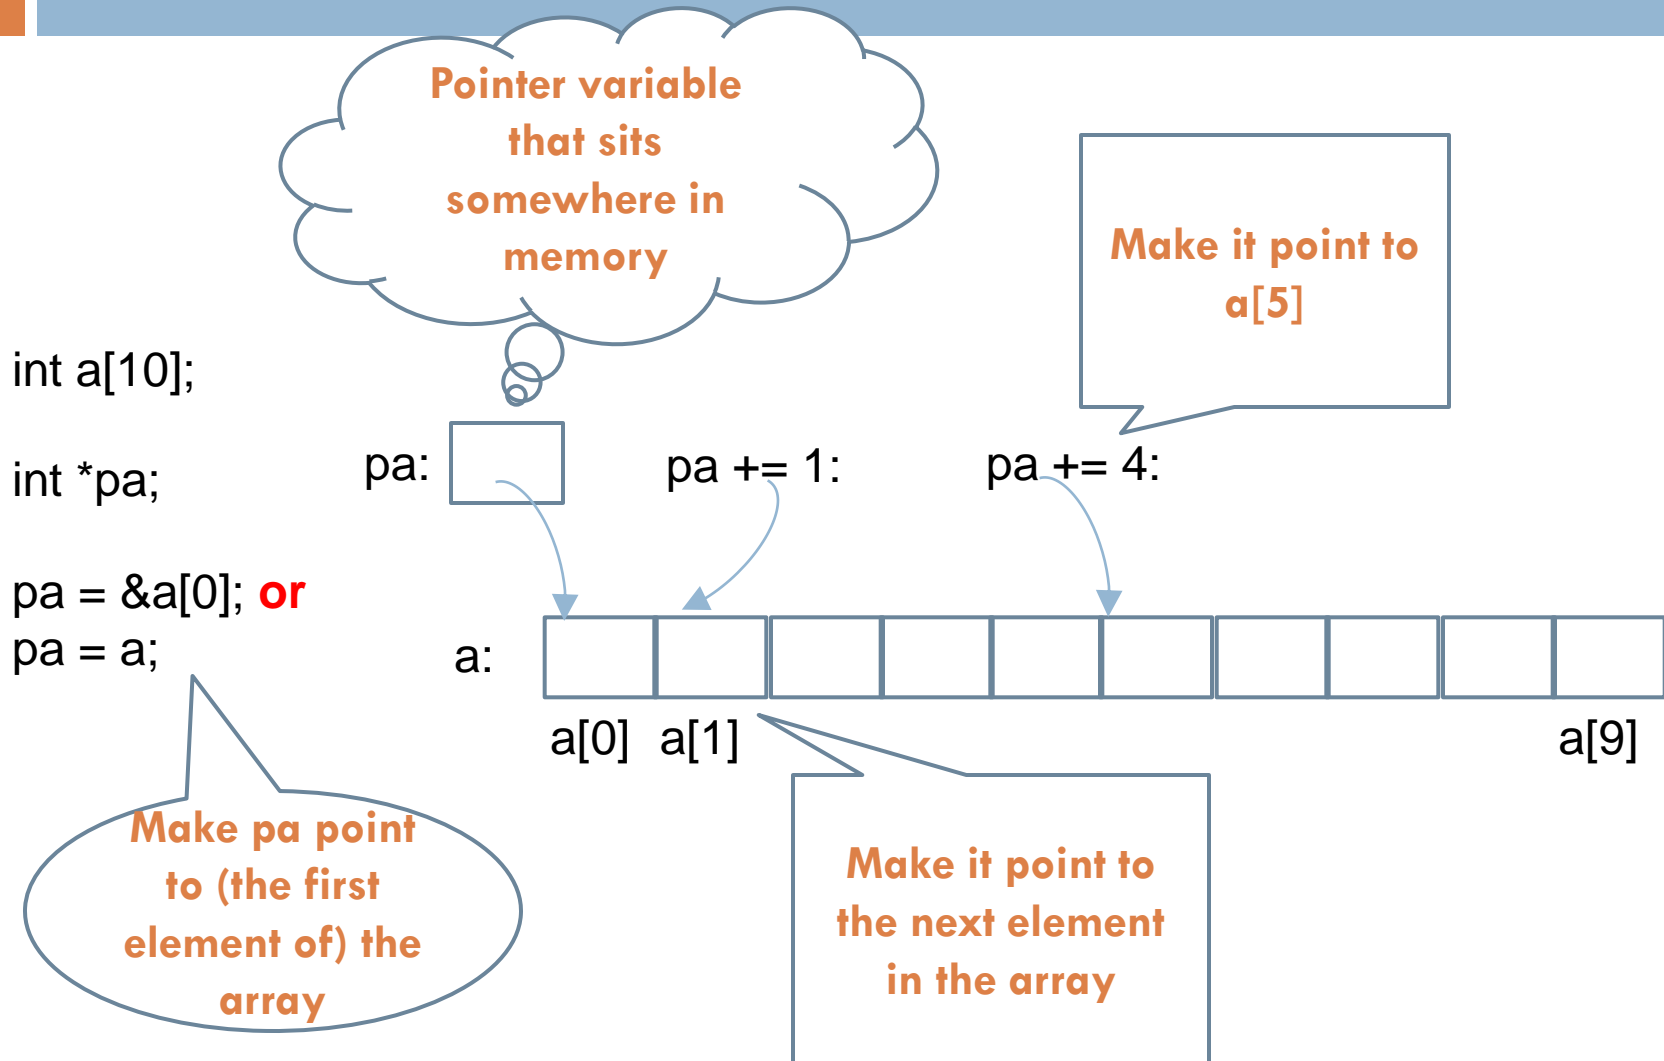 Pointer variable
that sits
somewhere in
memory
Make it point to
a[5]
int a[10];
int *pa;
pa:
pa += 1:
pa += 4:
pa = &a[0]; or
pa = a;
a:
a[0] a[1] a[9]
Make pa point
to (the first
element of) the
array
Make it point to
the next element
in the array